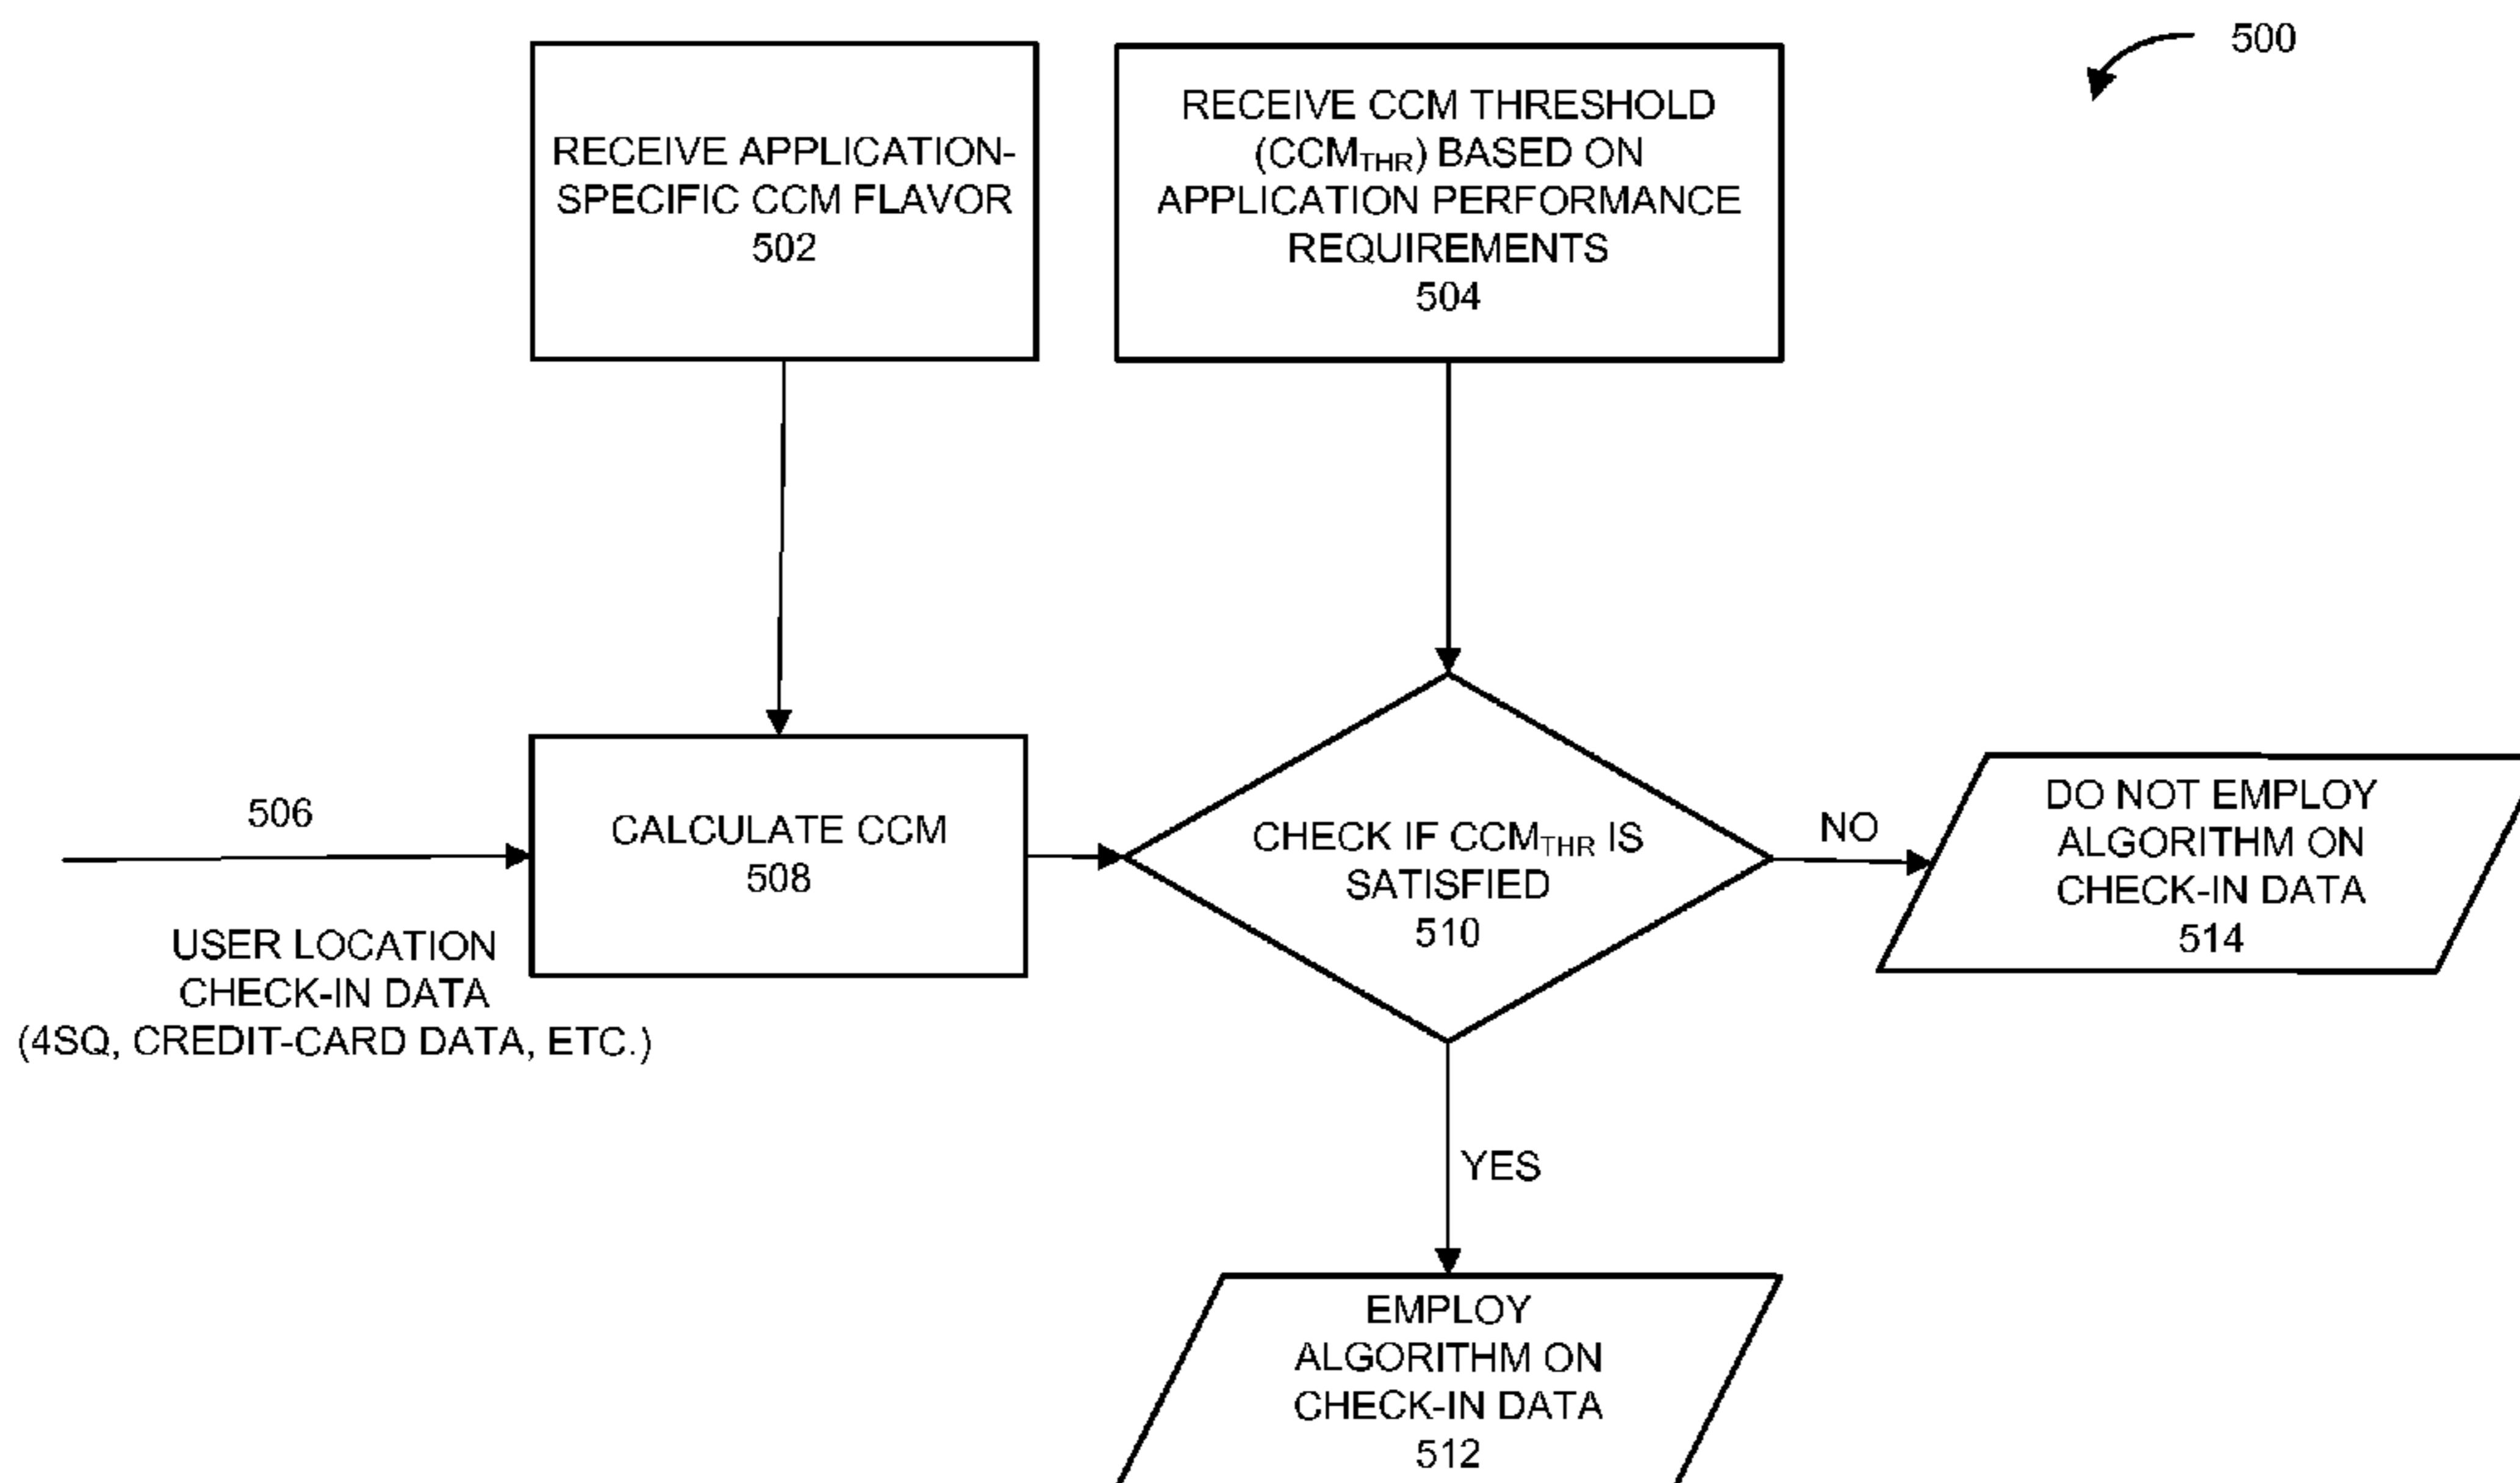 500
RECEIVE APPLICATION-
SPECIFIC CCM FLAVOR
502
RECEIVE CCM THRESHOLD
(CCMTHR) BASED ON
APPLICATION PERFORMANCE
REQUIREMENTS
504
506
USER LOCATION
CHECK-IN DATA
(4SQ, CREDIT-CARD DATA, ETC.)
CALCULATE CCM
508
CHECK IF CCMTHR IS
SATISFIED
510
NO
DO NOT EMPLOY
ALGORITHM ON
CHECK-IN DATA
514
YES
EMPLOY
ALGORITHM ON
CHECK-IN DATA
512